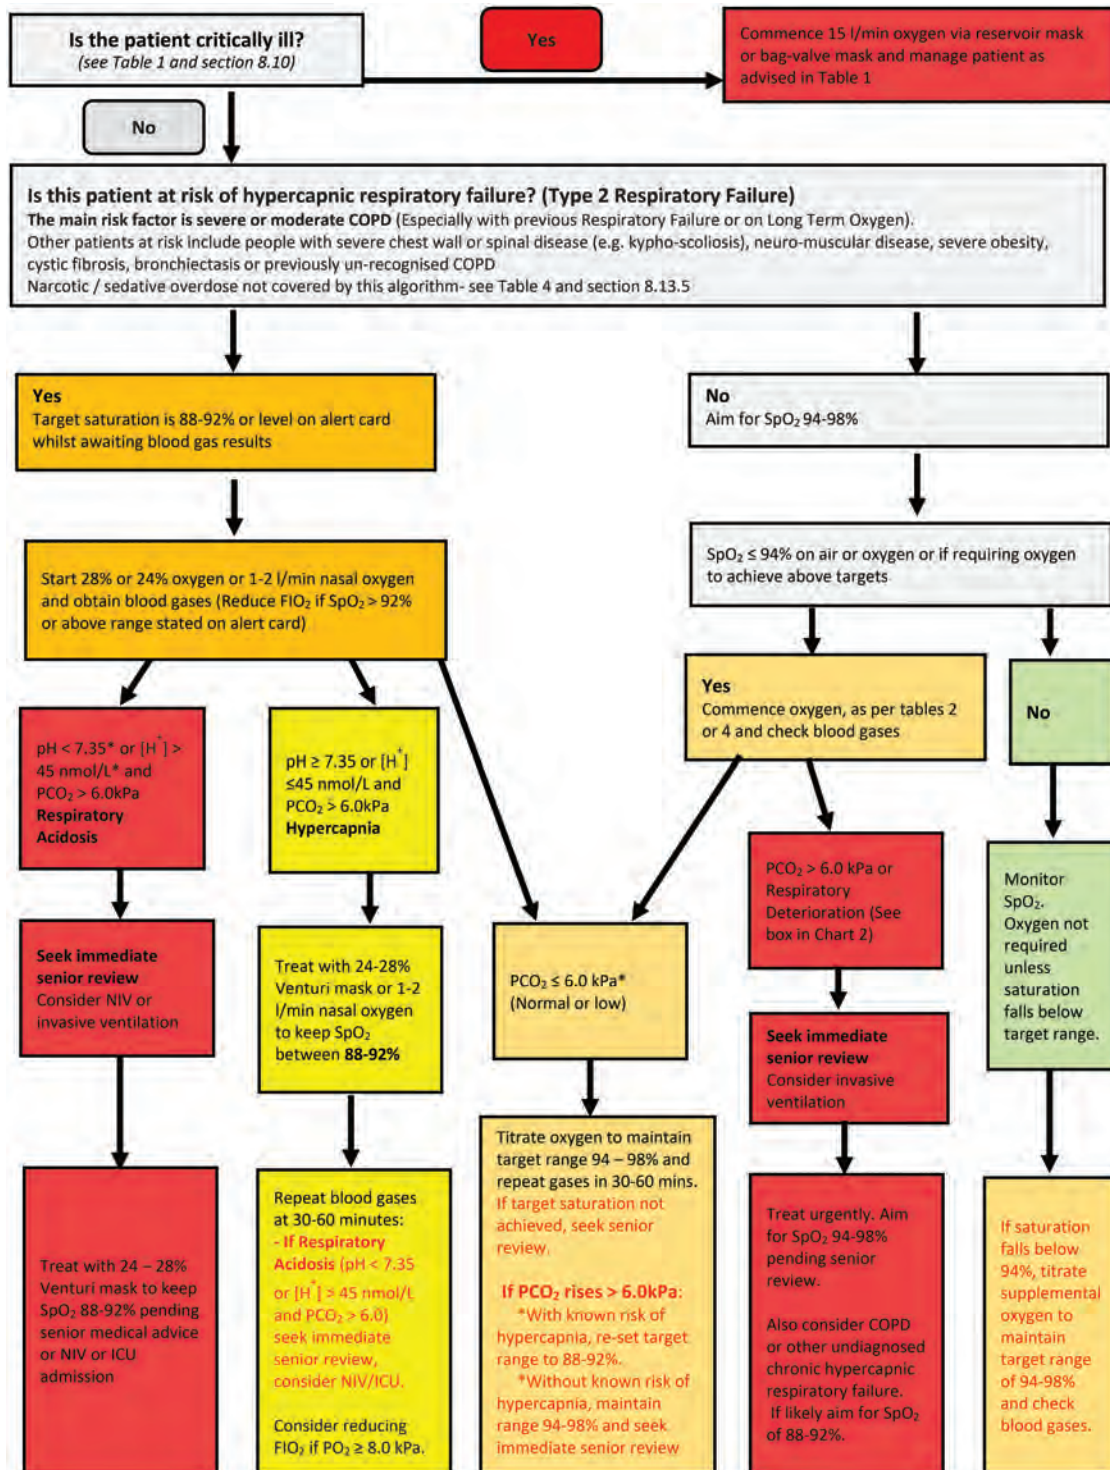 Is the patient critically ill?
(see Table 1 and section 8.10)
Yes
Commence 15 l/min oxygen via reservoir mask
or bag-valve mask and manage patient as
advised in Table 1
No
Is this patient at risk of hypercapnic respiratory failure? (Type 2 Respiratory Failure)
The main risk factor is severe or moderate COPD (Especially with previous Respiratory Failure or on Long Term Oxygen).
Other patients at risk include people with severe chest wall or spinal disease (e.g. kypho-scoliosis), neuro-muscular disease, severe obesity,
cystic fibrosis, bronchiectasis or previously un-recognised COPD
Narcotic / sedative overdose not covered by this algorithm- see Table 4 and section 8.13.5
Yes
Target saturation is 88-92% or level on alert card
whilst awaiting blood gas results
No
Aim for SpO₂ 94-98%
Start 28% or 24% oxygen or 1-2 l/min nasal oxygen
and obtain blood gases (Reduce FIO₂ if SpO₂ > 92%
or above range stated on alert card)
SpO₂ ≤ 94% on air or oxygen or if requiring oxygen
to achieve above targets
Yes
Commence oxygen, as per tables 2
or 4 and check blood gases
No
pH < 7.35* or [H⁺] >
45 nmol/L* and
PCO₂ > 6.0kPa
Respiratory
Acidosis
pH ≥ 7.35 or [H⁺]
≤45 nmol/L and
PCO₂ > 6.0kPa
Hypercapnia
PCO₂ > 6.0 kPa or
Respiratory
Deterioration (See
box in Chart 2)
Monitor
SpO₂.
Oxygen not
required
unless
saturation
falls below
target range.
Seek immediate
senior review
Consider NIV or
invasive ventilation
Treat with 24-28%
Venturi mask or 1-2
l/min nasal oxygen
to keep SpO₂
between 88-92%
PCO₂ ≤ 6.0 kPa*
(Normal or low)
Seek immediate
senior review
Consider invasive
ventilation
Treat with 24 – 28%
Venturi mask to keep
SpO₂ 88-92% pending
senior medical advice
or NIV or ICU
admission
Repeat blood gases
at 30-60 minutes:
- If Respiratory
Acidosis (pH < 7.35
or [H⁺] > 45 nmol/L
and PCO₂ > 6.0)
seek immediate
senior review,
consider NIV/ICU.
Consider reducing
FIO₂ if PO₂ ≥ 8.0 kPa.
Titrate oxygen to maintain
target range 94 – 98% and
repeat gases in 30-60 mins.
If target saturation not
achieved, seek senior
review.
If PCO₂ rises > 6.0kPa:
*With known risk of
hypercapnia, re-set target
range to 88-92%.
*Without known risk of
hypercapnia, maintain
range 94-98% and seek
immediate senior review
Treat urgently. Aim
for SpO₂ 94-98%
pending senior
review.
Also consider COPD
or other undiagnosed
chronic hypercapnic
respiratory failure.
If likely aim for SpO₂
of 88-92%.
If saturation
falls below
94%, titrate
supplemental
oxygen to
maintain
target range
of 94-98%
and check
blood gases.